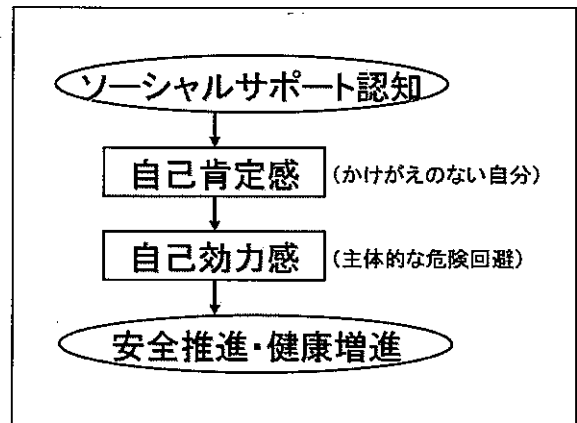 ソーシャルサポート認知
自己肯定感 (かけがえのない自分)
自己効力感 (主体的な危険回避)
安全推進・健康増進